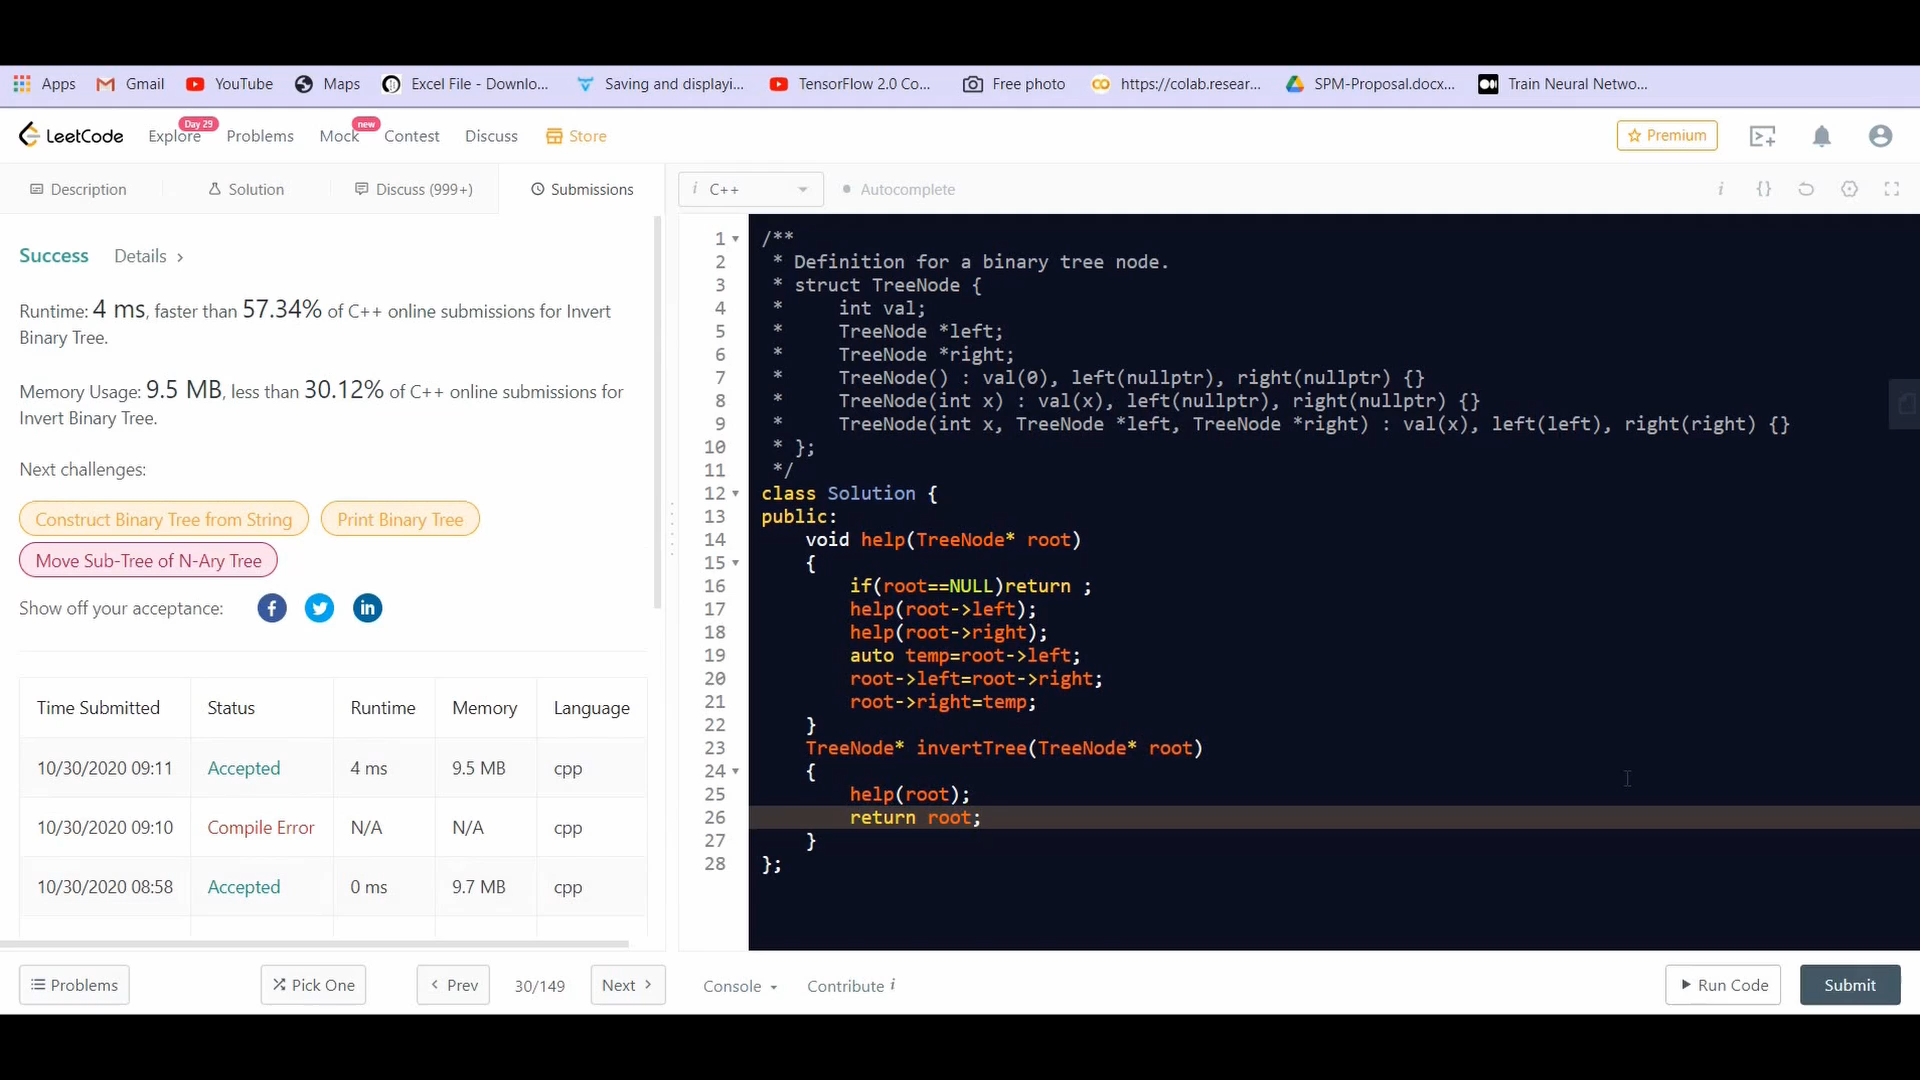 Apps Gmail YouTube Maps Excel File - Downlo... Saving and displayi... TensorFlow 2.0 Co... Free photo https://colab.resear... SPM-Proposal.docx... Train Neural Netwo...
LeetCode Explore Day 29 Problems Mock new Contest Discuss Store Premium
Description Solution Discuss (999+) Submissions
i C++ Autocomplete i {}
Success Details >
Runtime: 4 ms, faster than 57.34% of C++ online submissions for Invert
Binary Tree.
Memory Usage: 9.5 MB, less than 30.12% of C++ online submissions for
Invert Binary Tree.
Next challenges:
Construct Binary Tree from String Print Binary Tree
Move Sub-Tree of N-Ary Tree
Show off your acceptance: f in
Time Submitted Status Runtime Memory Language
10/30/2020 09:11 Accepted 4 ms 9.5 MB cpp
10/30/2020 09:10 Compile Error N/A N/A cpp
10/30/2020 08:58 Accepted 0 ms 9.7 MB cpp
1 /**
2 * Definition for a binary tree node.
3 * struct TreeNode {
4 * int val;
5 * TreeNode *left;
6 * TreeNode *right;
7 * TreeNode() : val(0), left(nullptr), right(nullptr) {}
8 * TreeNode(int x) : val(x), left(nullptr), right(nullptr) {}
9 * TreeNode(int x, TreeNode *left, TreeNode *right) : val(x), left(left), right(right) {}
10 * };
11 */
12 class Solution {
13 public:
14 void help(TreeNode* root)
15 {
16 if(root==NULL)return ;
17 help(root->left);
18 help(root->right);
19 auto temp=root->left;
20 root->left=root->right;
21 root->right=temp;
22 }
23 TreeNode* invertTree(TreeNode* root)
24 {
25 help(root);
26 return root;
27 }
28 };
Problems Pick One < Prev 30/149 Next > Console Contribute i Run Code Submit